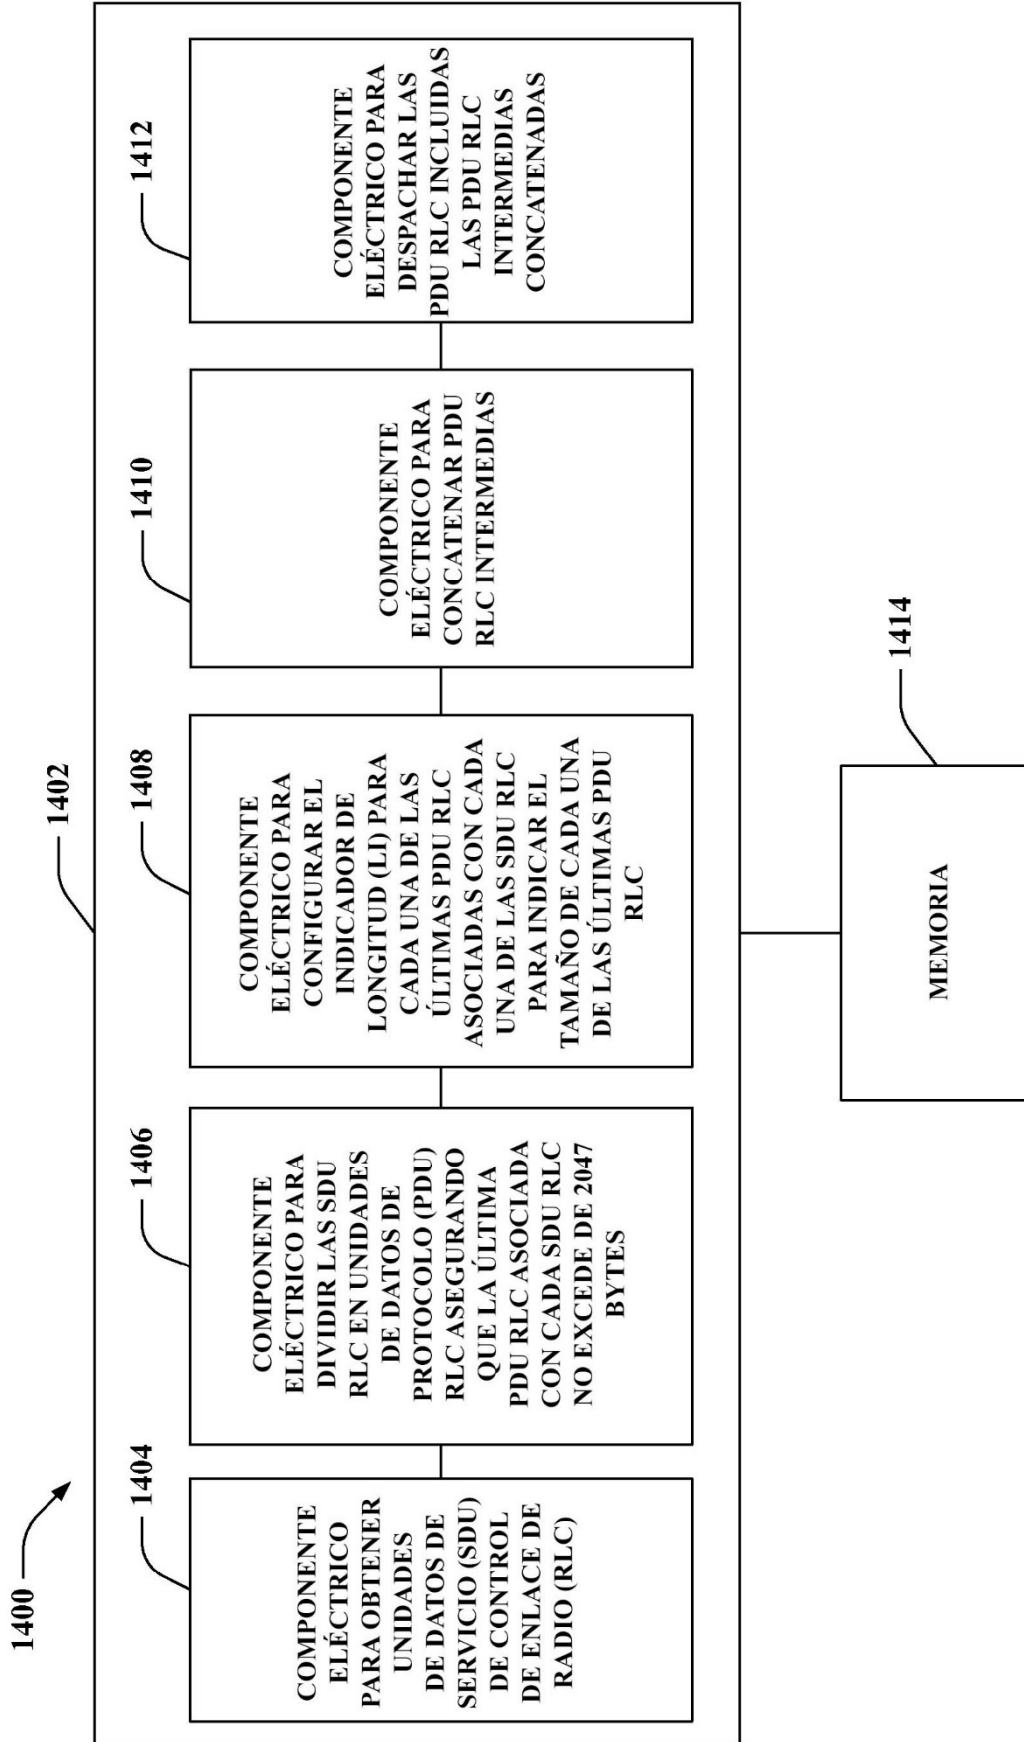 1400
1402
1404
COMPONENTE
ELÉCTRICO
PARA OBTENER
UNIDADES
DE DATOS DE
SERVICIO (SDU)
DE CONTROL
DE ENLACE DE
RADIO (RLC)
1406
COMPONENTE
ELÉCTRICO PARA
DIVIDIR LAS SDU
RLC EN UNIDADES
DE DATOS DE
PROTOCOLO (PDU)
RLC ASEGURANDO
QUE LA ÚLTIMA
PDU RLC ASOCIADA
CON CADA SDU RLC
NO EXCEDE DE 2047
BYTES
1408
COMPONENTE
ELÉCTRICO PARA
CONFIGURAR EL
INDICADOR DE
LONGITUD (LI) PARA
CADA UNA DE LAS
ÚLTIMAS PDU RLC
ASOCIADAS CON CADA
UNA DE LAS SDU RLC
PARA INDICAR EL
TAMAÑO DE CADA UNA
DE LAS ÚLTIMAS PDU
RLC
1410
COMPONENTE
ELÉCTRICO PARA
CONCATENAR PDU
RLC INTERMEDIAS
1412
COMPONENTE
ELÉCTRICO PARA
DESPACHAR LAS
PDU RLC INCLUIDAS
LAS PDU RLC
INTERMEDIAS
CONCATENADAS
1414
MEMORIA